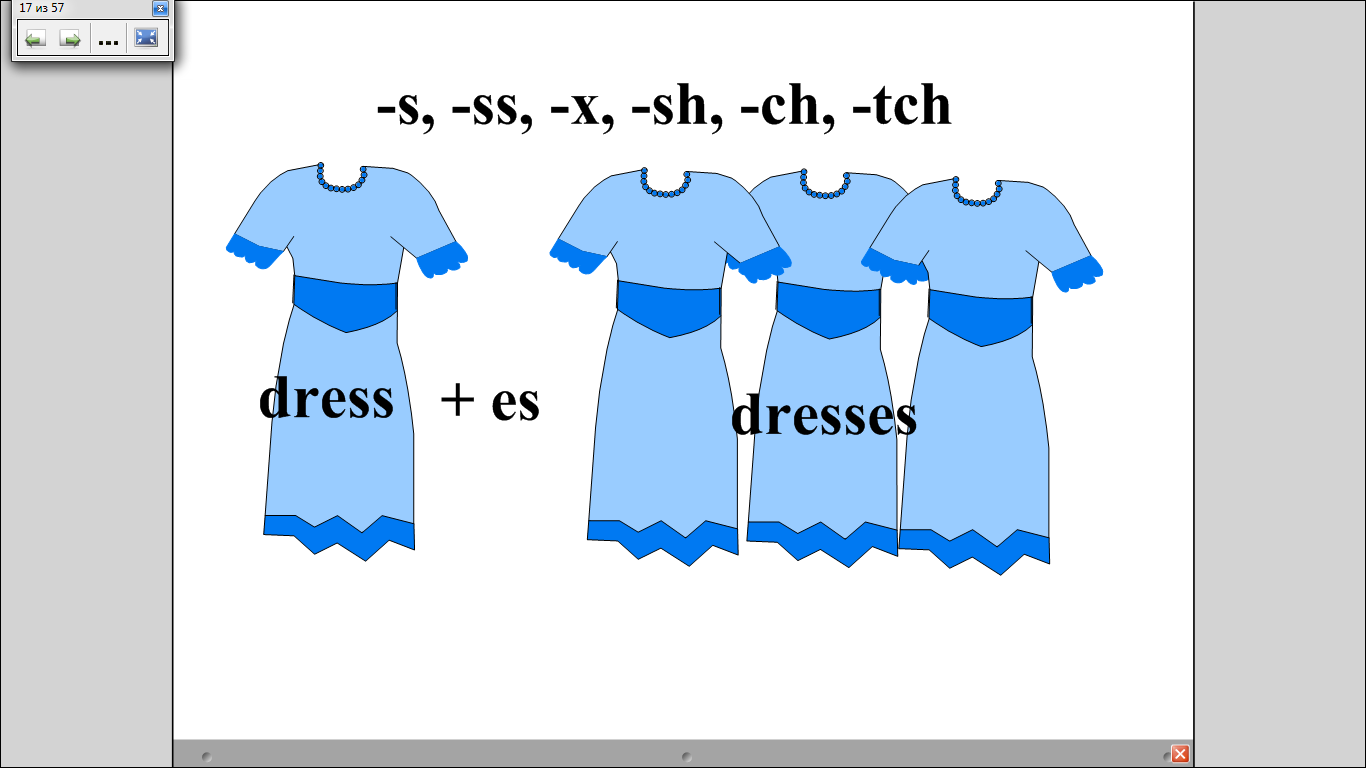 17 из 57
-s, -ss, -x, -sh, -ch, -tch
dress + es dresses